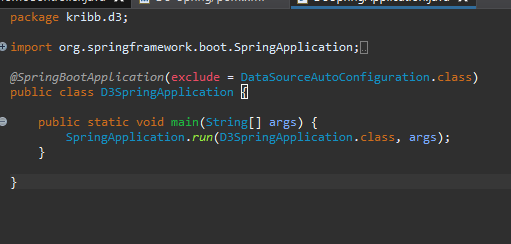 package kribb.d3;
import org.springframework.boot.SpringApplication;
@SpringBootApplication(exclude = DataSourceAutoConfiguration.class)
public class D3SpringApplication {
public static void main(String[] args) {
SpringApplication.run(D3SpringApplication.class, args);
}
}